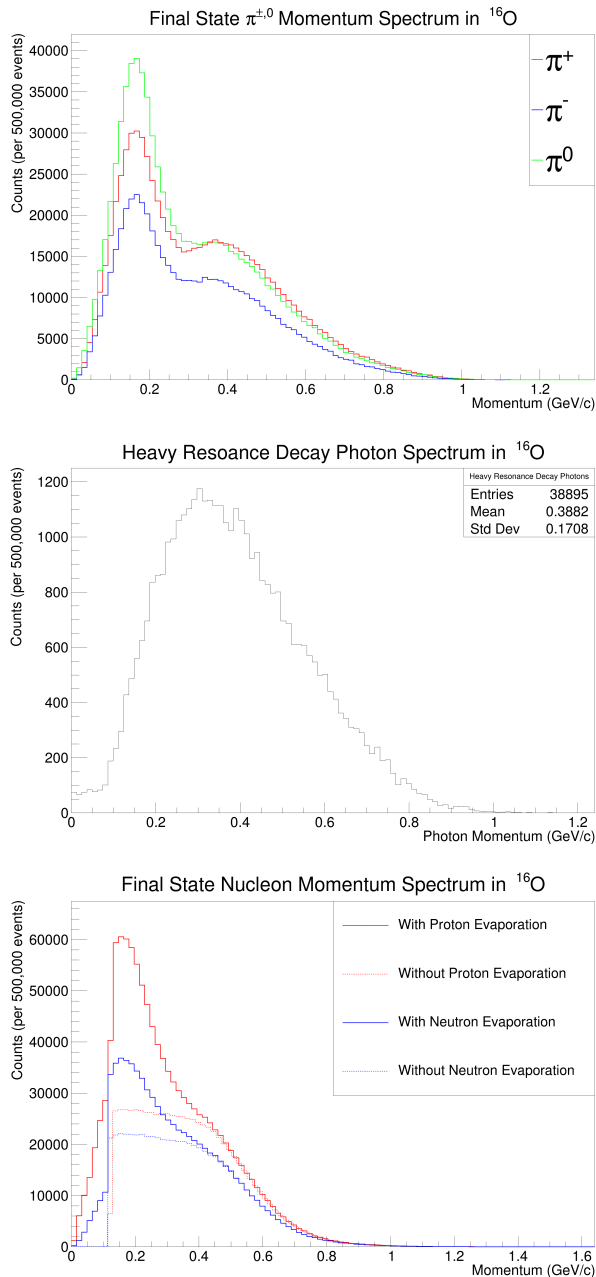 Final State π±,0 Momentum Spectrum in 16O
Counts (per 500,000 events)
40000
35000
30000
25000
20000
15000
10000
5000
0
π+
π-
π0
0 0.2 0.4 0.6 0.8 1 1.2
Momentum (GeV/c)
Heavy Resoance Decay Photon Spectrum in 16O
Counts (per 500,000 events)
1200
1000
800
600
400
200
0
Heavy Resonance Decay Photons
Entries 38895
Mean 0.3882
Std Dev 0.1708
0 0.2 0.4 0.6 0.8 1 1.2
Photon Momentum (GeV/c)
Final State Nucleon Momentum Spectrum in 16O
Counts (per 500,000 events)
60000
50000
40000
30000
20000
10000
0
With Proton Evaporation
Without Proton Evaporation
With Neutron Evaporation
Without Neutron Evaporation
0 0.2 0.4 0.6 0.8 1 1.2 1.4 1.6
Momentum (GeV/c)